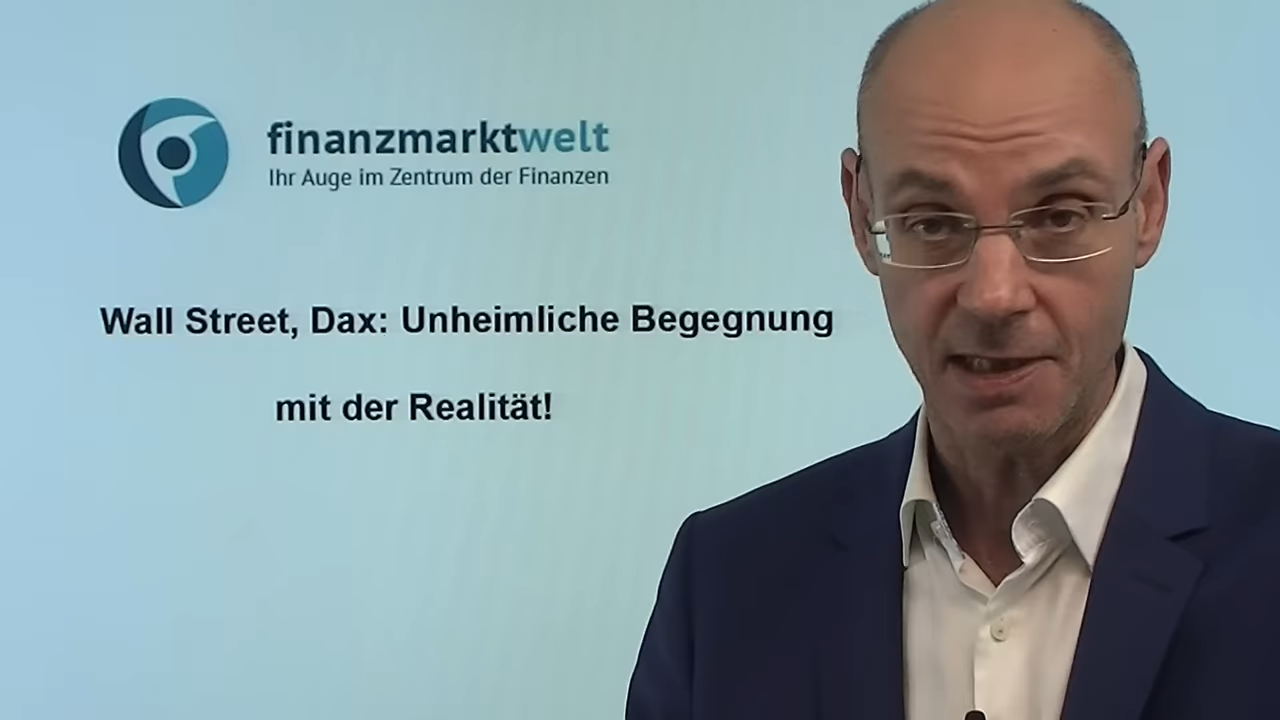 finanzmarktwelt
Ihr Auge im Zentrum der Finanzen
Wall Street, Dax: Unheimliche Begegnung
mit der Realität!